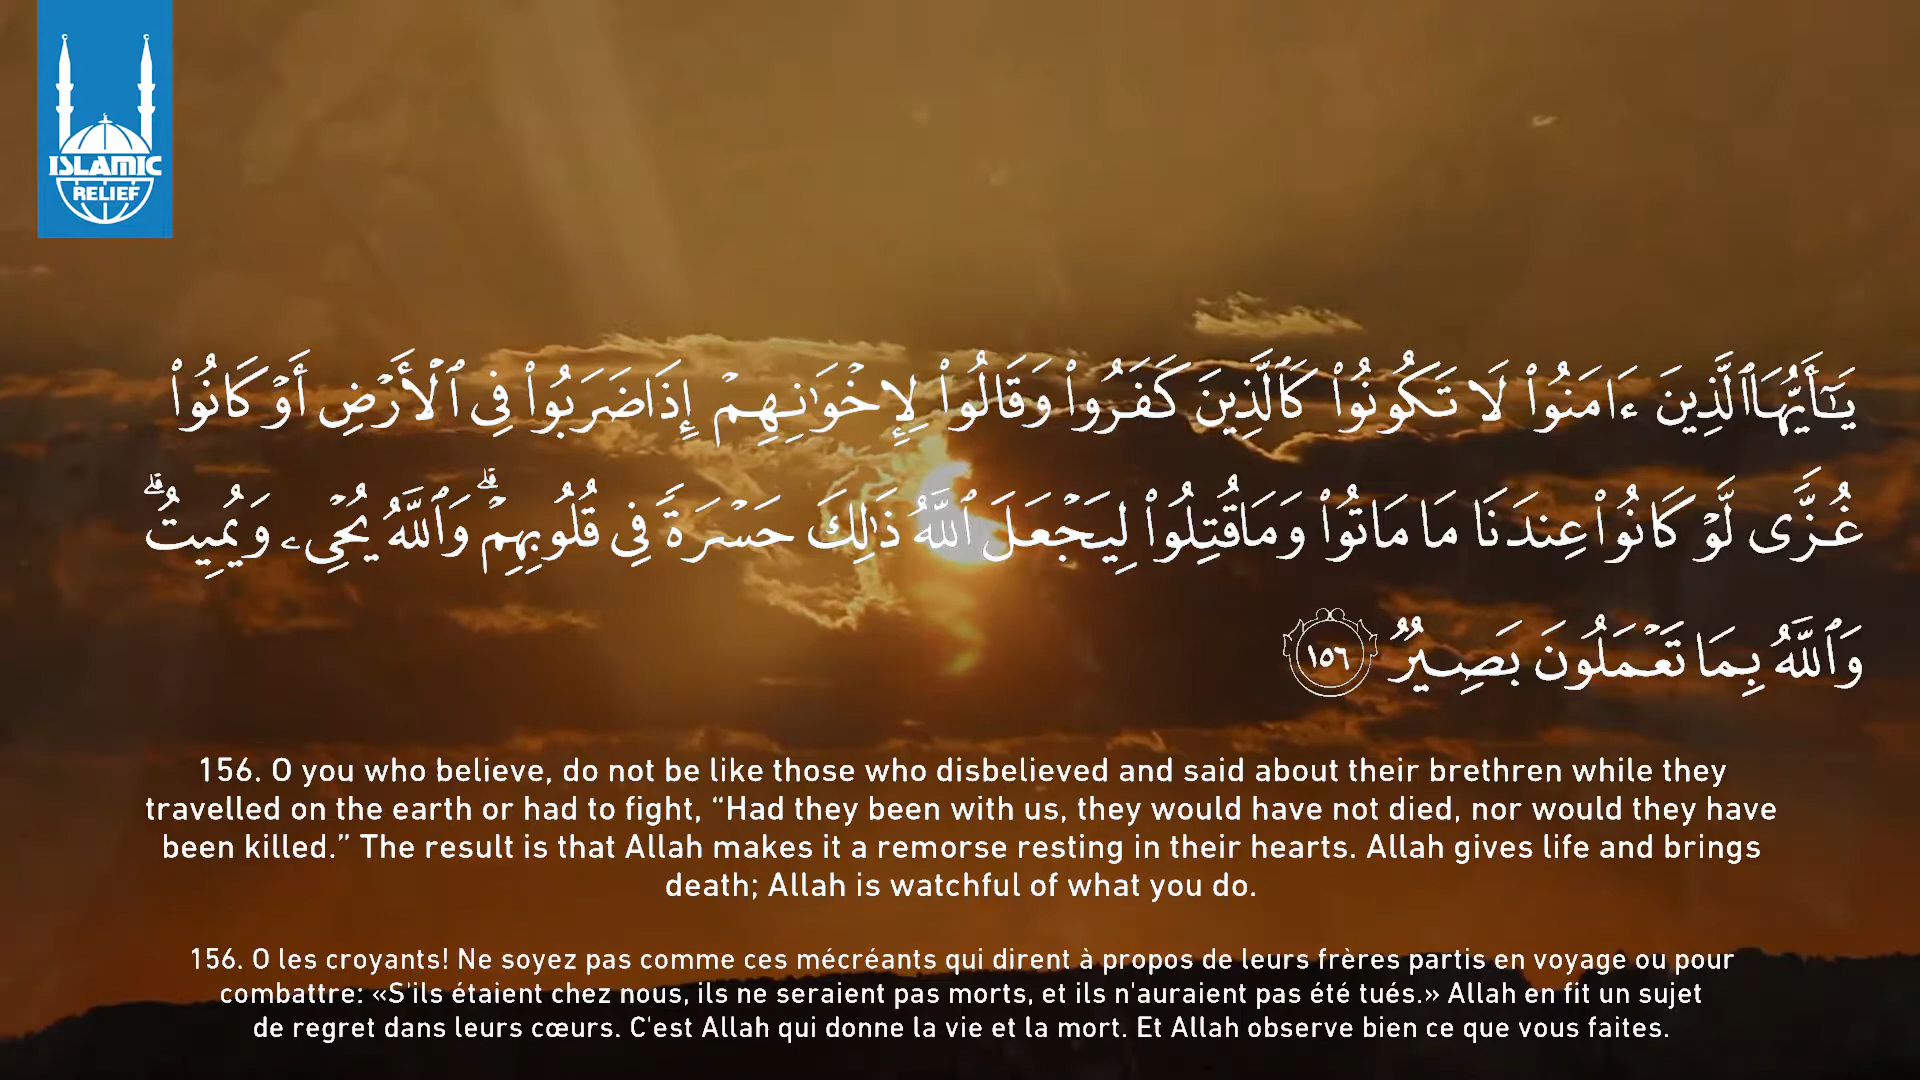 ISLAMIC
RELIEF
يَـٰٓأَيُّهَا ٱلَّذِينَ ءَامَنُوا۟ لَا تَكُونُوا۟ كَٱلَّذِينَ كَفَرُوا۟ وَقَالُوا۟ لِإِخْوَٰنِهِمْ إِذَا ضَرَبُوا۟ فِى ٱلْأَرْضِ أَوْ كَانُوا۟
غُزًّى لَّوْ كَانُوا۟ عِندَنَا مَا مَاتُوا۟ وَمَا قُتِلُوا۟ لِيَجْعَلَ ٱللَّهُ ذَٰلِكَ حَسْرَةً فِى قُلُوبِهِمْ ۗ وَٱللَّهُ يُحْىِۦ وَيُمِيتُ ۗ
وَٱللَّهُ بِمَا تَعْمَلُونَ بَصِيرٌ ١٥٦
156. O you who believe, do not be like those who disbelieved and said about their brethren while they
travelled on the earth or had to fight, “Had they been with us, they would have not died, nor would they have
been killed.” The result is that Allah makes it a remorse resting in their hearts. Allah gives life and brings
death; Allah is watchful of what you do.
156. O les croyants! Ne soyez pas comme ces mécréants qui dirent à propos de leurs frères partis en voyage ou pour
combattre: «S'ils étaient chez nous, ils ne seraient pas morts, et ils n'auraient pas été tués.» Allah en fit un sujet
de regret dans leurs cœurs. C'est Allah qui donne la vie et la mort. Et Allah observe bien ce que vous faites.